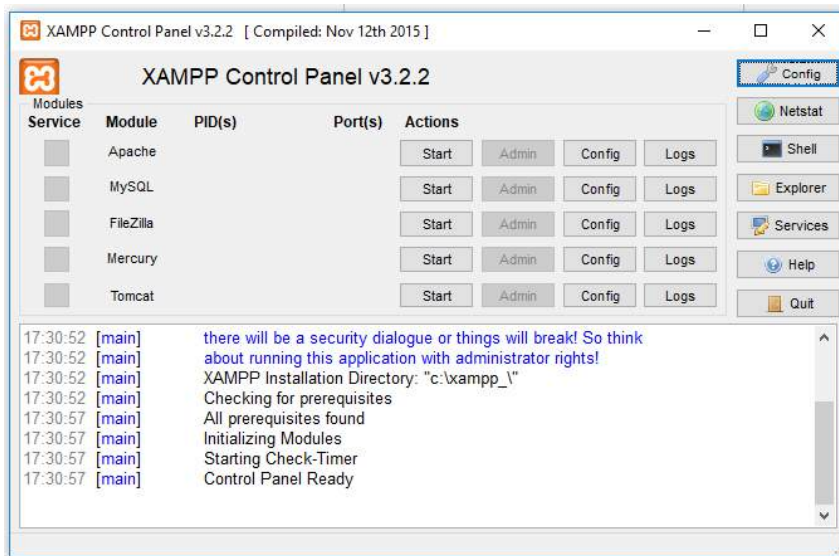 XAMPP Control Panel v3.2.2 [ Compiled: Nov 12th 2015 ]
XAMPP Control Panel v3.2.2
Config
Modules
Service Module PID(s) Port(s) Actions
Netstat
Apache Start Admin Config Logs
Shell
MySQL Start Admin Config Logs
Explorer
FileZilla Start Admin Config Logs
Services
Mercury Start Admin Config Logs
Help
Tomcat Start Admin Config Logs
Quit
17:30:52 [main] there will be a security dialogue or things will break! So think
17:30:52 [main] about running this application with administrator rights!
17:30:52 [main] XAMPP Installation Directory: "c:\xampp_\"
17:30:52 [main] Checking for prerequisites
17:30:57 [main] All prerequisites found
17:30:57 [main] Initializing Modules
17:30:57 [main] Starting Check-Timer
17:30:57 [main] Control Panel Ready